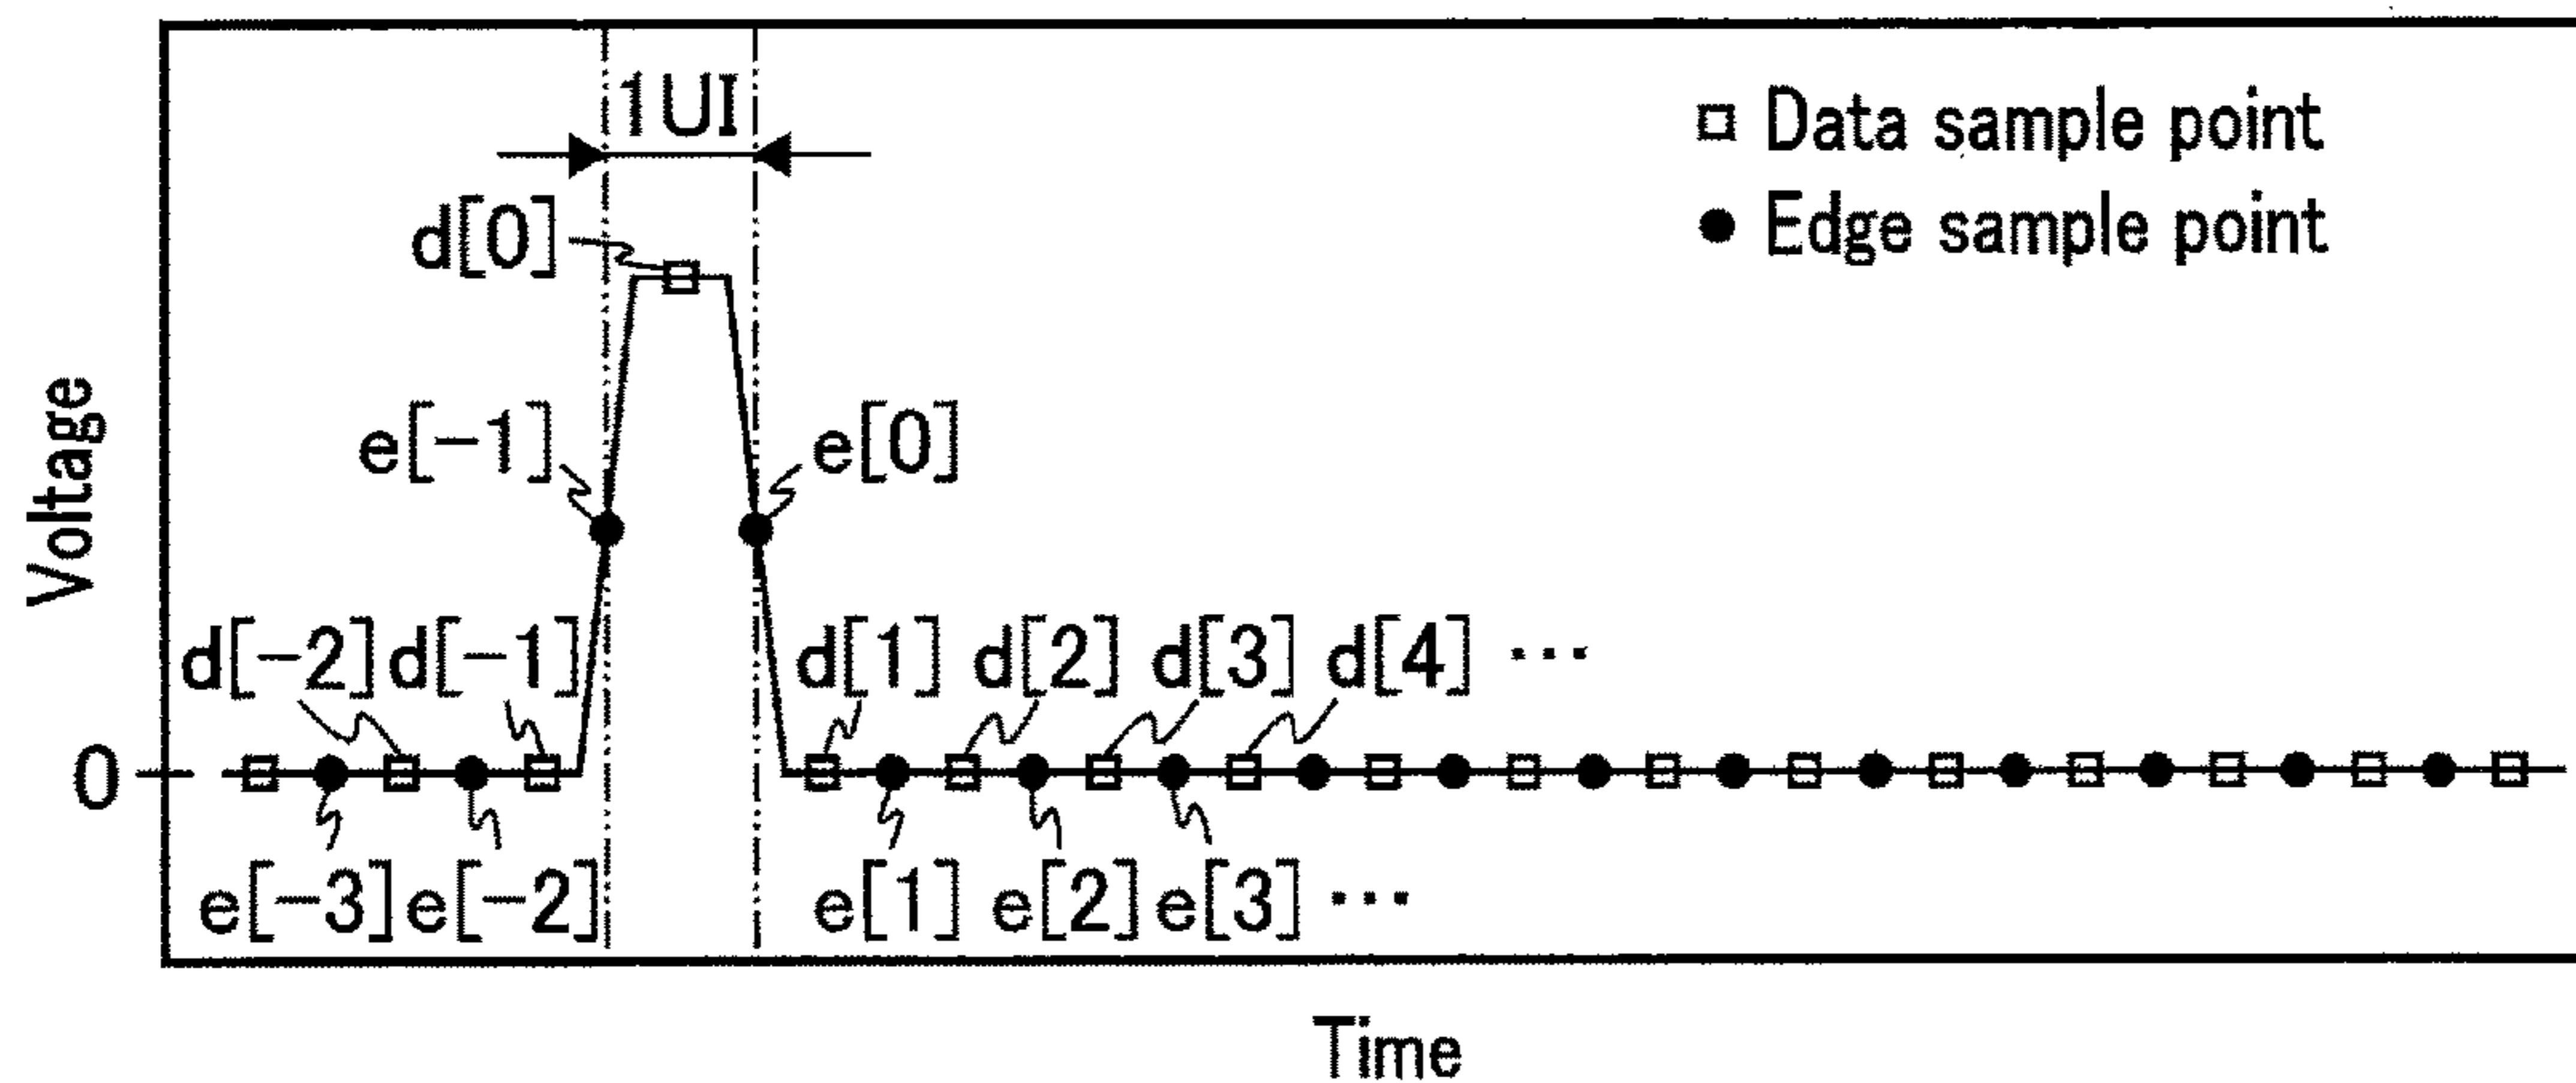 1UI
□ Data sample point
● Edge sample point
d[0]
e[−1]
e[0]
Voltage
d[−2] d[−1] d[1] d[2] d[3] d[4] ⋯
0
e[−3] e[−2] e[1] e[2] e[3] ⋯
Time